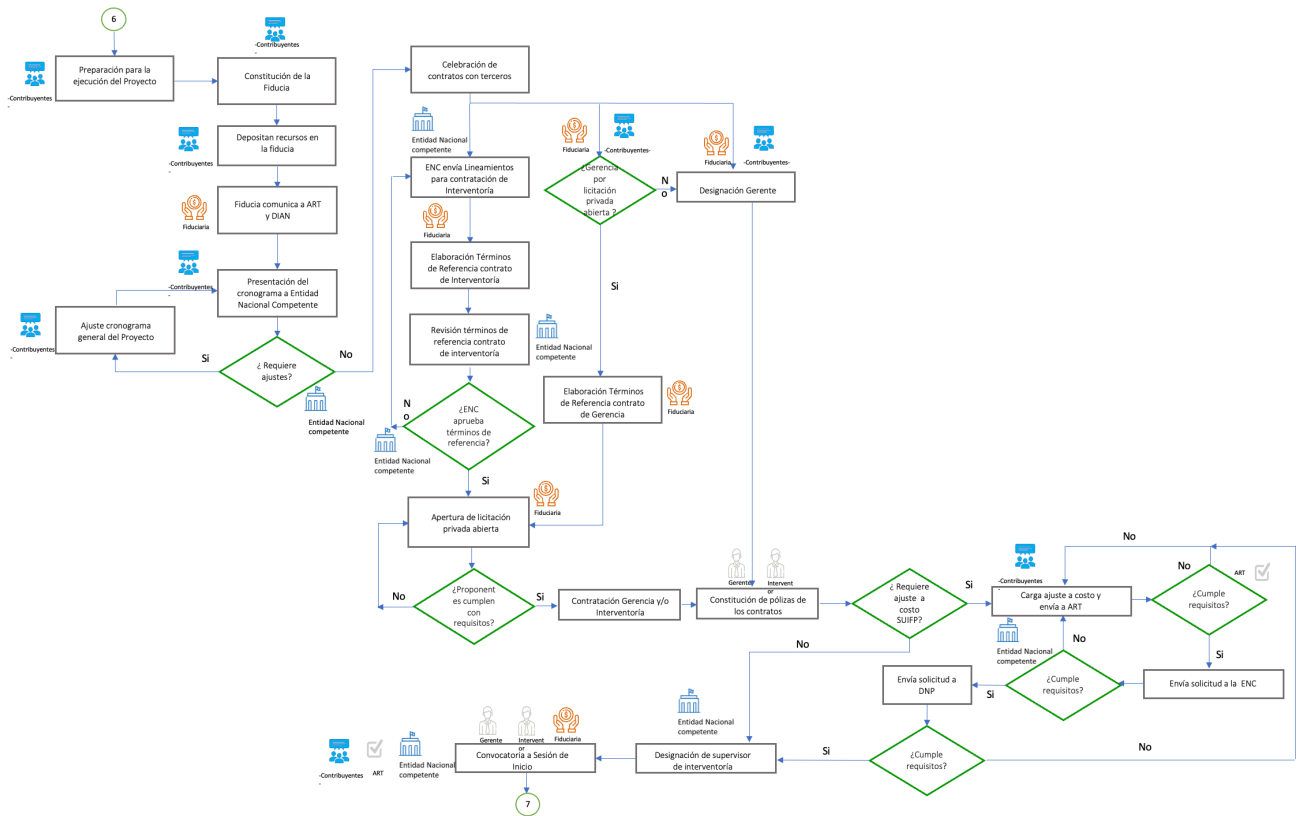 6
-Contribuyentes
-
Preparación para la
ejecución del Proyecto
-Contribuyentes
-
Constitución de la
Fiducia
-Contribuyentes
-
Depositan recursos en
la fiducia
Fiduciaria
Fiducia comunica a ART
y DIAN
-Contribuyentes
-
Presentación del
cronograma a Entidad
Nacional Competente
-Contribuyentes
-
Ajuste cronograma
general del Proyecto
Si
¿ Requiere
ajustes?
No
Entidad Nacional
competente
Celebración de
contratos con terceros
Entidad Nacional
competente
ENC envía Lineamientos
para contratación de
Interventoría
Fiduciaria
Elaboración Términos
de Referencia contrato
de Interventoría
Revisión términos de
referencia contrato
de interventoría
Entidad Nacional
competente
¿ENC
aprueba
términos de
referencia?
N
o
Entidad Nacional
competente
Si
Fiduciaria
-Contribuyentes-
¿Gerencia
por
licitación
privada
abierta ?
N
o
Si
Fiduciaria
-Contribuyentes-
Designación Gerente
Elaboración Términos
de Referencia contrato
de Gerencia
Fiduciaria
Apertura de licitación
privada abierta
Fiduciaria
No
¿Proponent
es cumplen
con
requisitos?
Si
Contratación Gerencia y/o
Interventoría
Gerente
Intervent
or
Constitución de pólizas de
los contratos
¿ Requiere
ajuste a
costo
SUIFP?
Si
No
-Contribuyentes
-
Carga ajuste a costo y
envía a ART
No
No
ART
¿Cumple
requisitos?
Si
Envía solicitud a la ENC
Entidad Nacional
competente
No
¿Cumple
requisitos?
Si
Envía solicitud a
DNP
¿Cumple
requisitos?
No
Si
Entidad Nacional
competente
Designación de supervisor
de interventoría
Gerente
Intervent
or
Fiduciaria
Convocatoria a Sesión de
Inicio
-Contribuyentes
-
ART
Entidad Nacional
competente
7